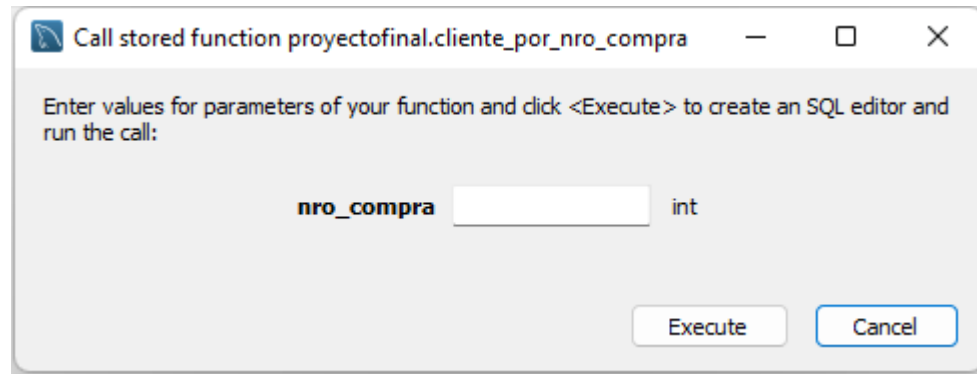 Call stored function proyectofinal.cliente_por_nro_compra
Enter values for parameters of your function and click <Execute> to create an SQL editor and
run the call:
nro_compra int
Execute Cancel